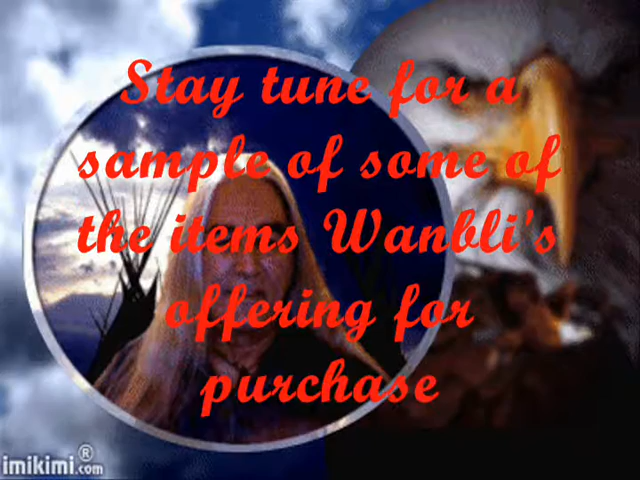 Stay tune for a
sample of some of
the items Wanbli's
offering for
purchase
imikimi.com®